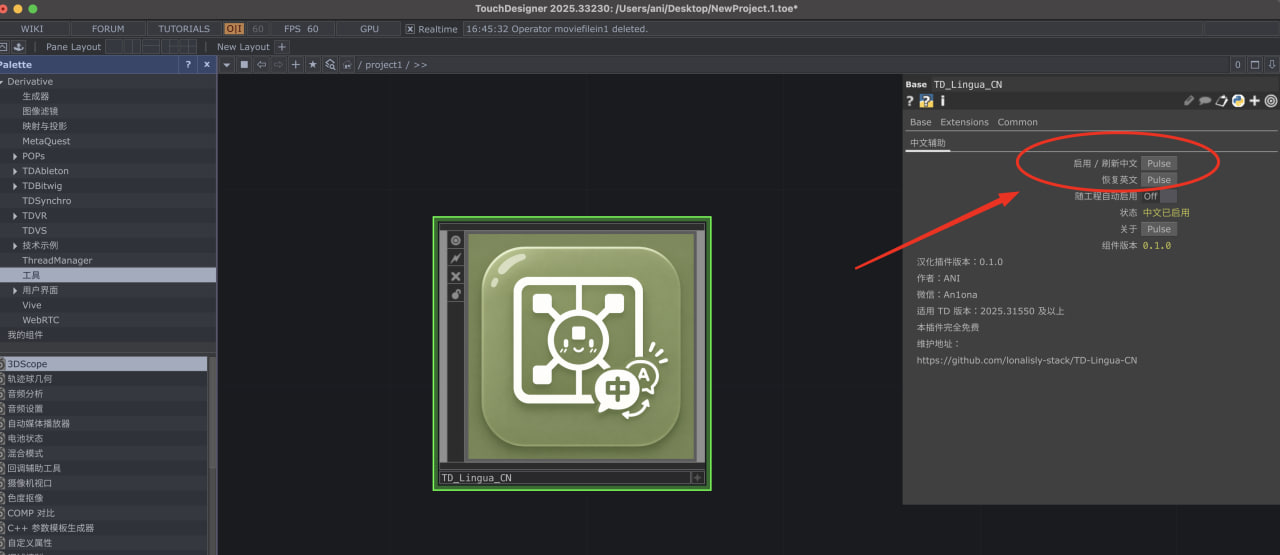 TouchDesigner 2025.33230: /Users/ani/Desktop/NewProject.1.toe*
WIKI FORUM TUTORIALS O|I 60 FPS 60 GPU Realtime 16:45:32 Operator moviefilein1 deleted.
Pane Layout New Layout +
Palette ? x
/ project1 / >> 0
Derivative
生成器
图像滤镜
映射与投影
MetaQuest
POPs
TDAbleton
TDBitwig
TDSynchro
TDVR
TDVS
技术示例
ThreadManager
工具
用户界面
Vive
WebRTC
我的组件
3DScope
轨迹球几何
音频分析
音频设置
自动媒体播放器
电池状态
混合模式
回调辅助工具
摄像机视口
色度抠像
COMP 对比
C++ 参数模板生成器
自定义属性
中 A
TD_Lingua_CN
Base TD_Lingua_CN
? ? i
Base Extensions Common
中文辅助
启用 / 刷新中文 Pulse
恢复英文 Pulse
随工程自动启用 Off
状态 中文已启用
关于 Pulse
组件版本 0.1.0
汉化插件版本：0.1.0
作者：ANI
微信：An1ona
适用 TD 版本：2025.31550 及以上
本插件完全免费
维护地址：
https://github.com/lonalisly-stack/TD-Lingua-CN